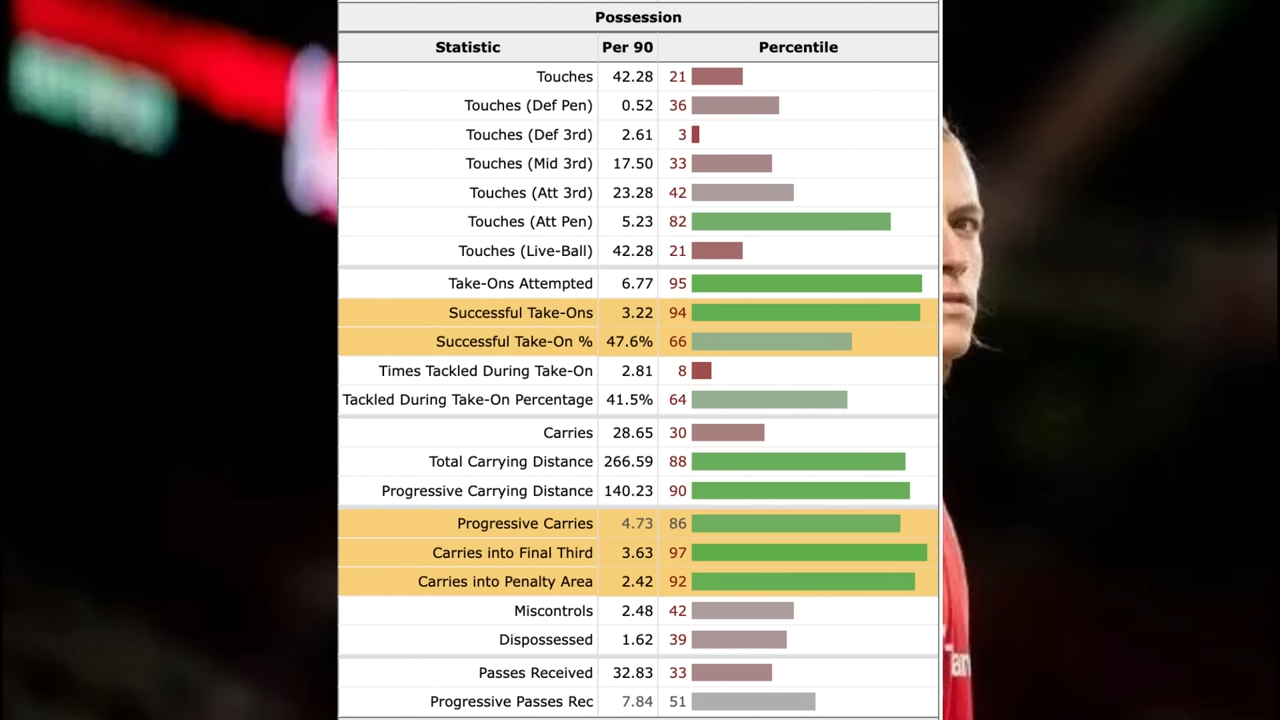 Possession
Statistic Per 90 Percentile
Touches 42.28 21
Touches (Def Pen) 0.52 36
Touches (Def 3rd) 2.61 3
Touches (Mid 3rd) 17.50 33
Touches (Att 3rd) 23.28 42
Touches (Att Pen) 5.23 82
Touches (Live-Ball) 42.28 21
Take-Ons Attempted 6.77 95
Successful Take-Ons 3.22 94
Successful Take-On % 47.6% 66
Times Tackled During Take-On 2.81 8
Tackled During Take-On Percentage 41.5% 64
Carries 28.65 30
Total Carrying Distance 266.59 88
Progressive Carrying Distance 140.23 90
Progressive Carries 4.73 86
Carries into Final Third 3.63 97
Carries into Penalty Area 2.42 92
Miscontrols 2.48 42
Dispossessed 1.62 39
Passes Received 32.83 33
Progressive Passes Rec 7.84 51